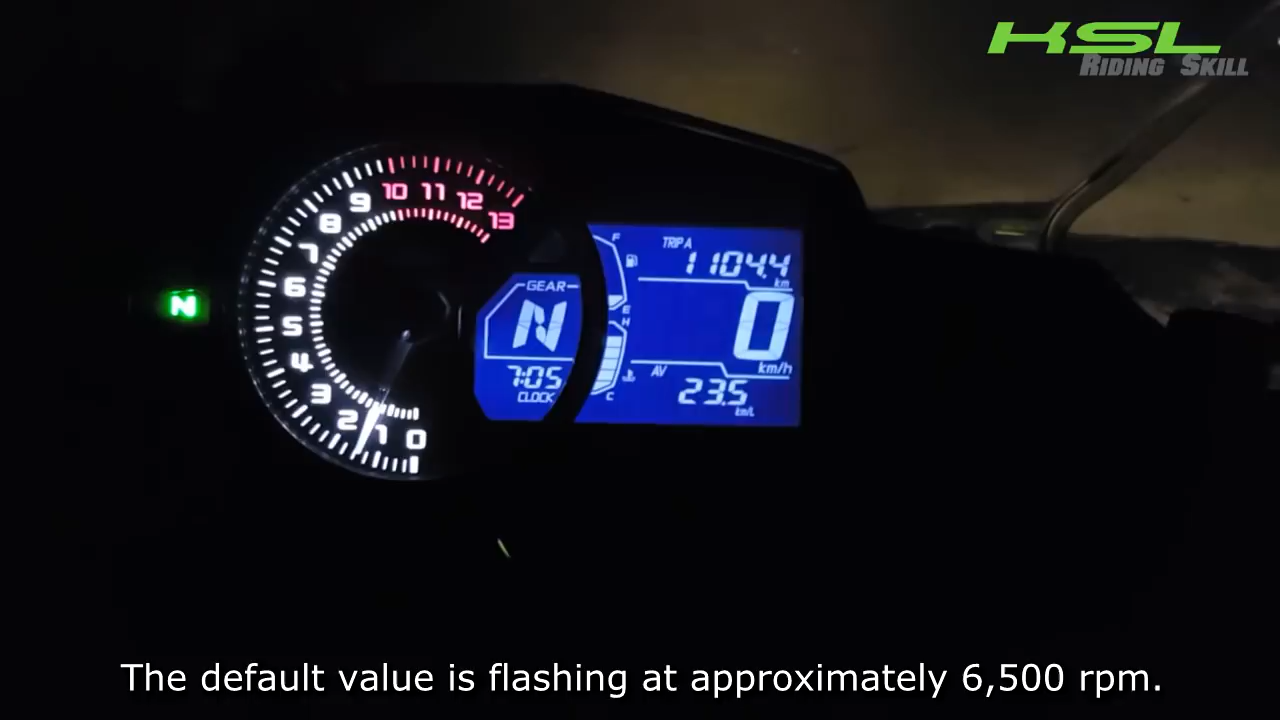 KSL
RIDING SKILL
10 11 12 13
9
8
7
6
5
4
3
2
1
0
N
GEAR
N
7:05
CLOCK
F
E
H
C
TRIP A
1104.4
km
0
km/h
AV
23.5
km/L
The default value is flashing at approximately 6,500 rpm.